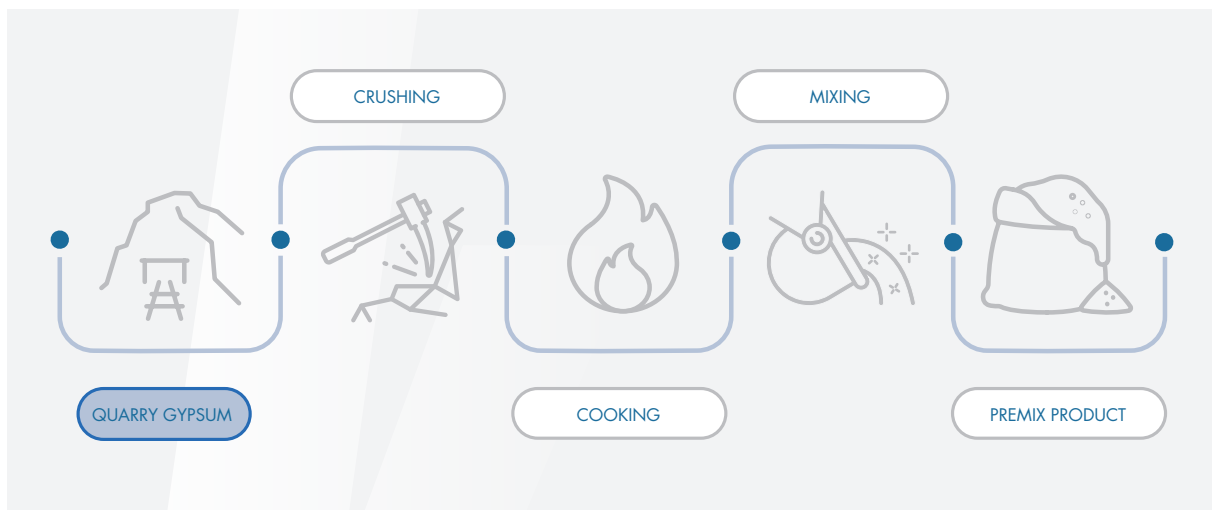 CRUSHING
MIXING
QUARRY GYPSUM
COOKING
PREMIX PRODUCT